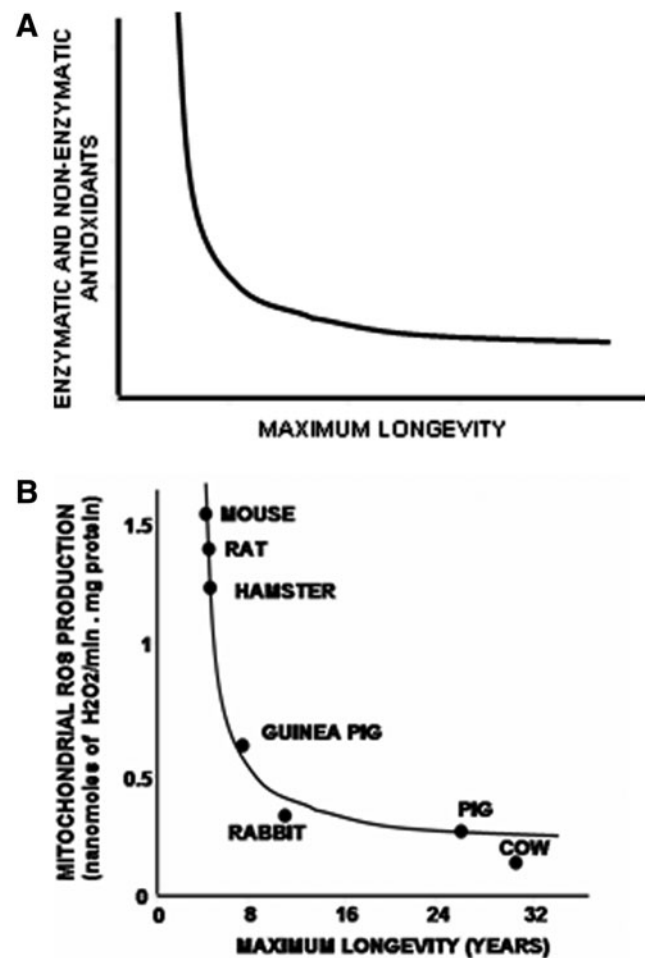 A
ENZYMATIC AND NON-ENZYMATIC
ANTIOXIDANTS
MAXIMUM LONGEVITY
B
MITOCHONDRIAL ROS PRODUCTION
(nanomoles of H2O2/min . mg protein)
1.5
1
0.5
0
MOUSE
RAT
HAMSTER
GUINEA PIG
RABBIT
PIG
COW
0 8 16 24 32
MAXIMUM LONGEVITY (YEARS)